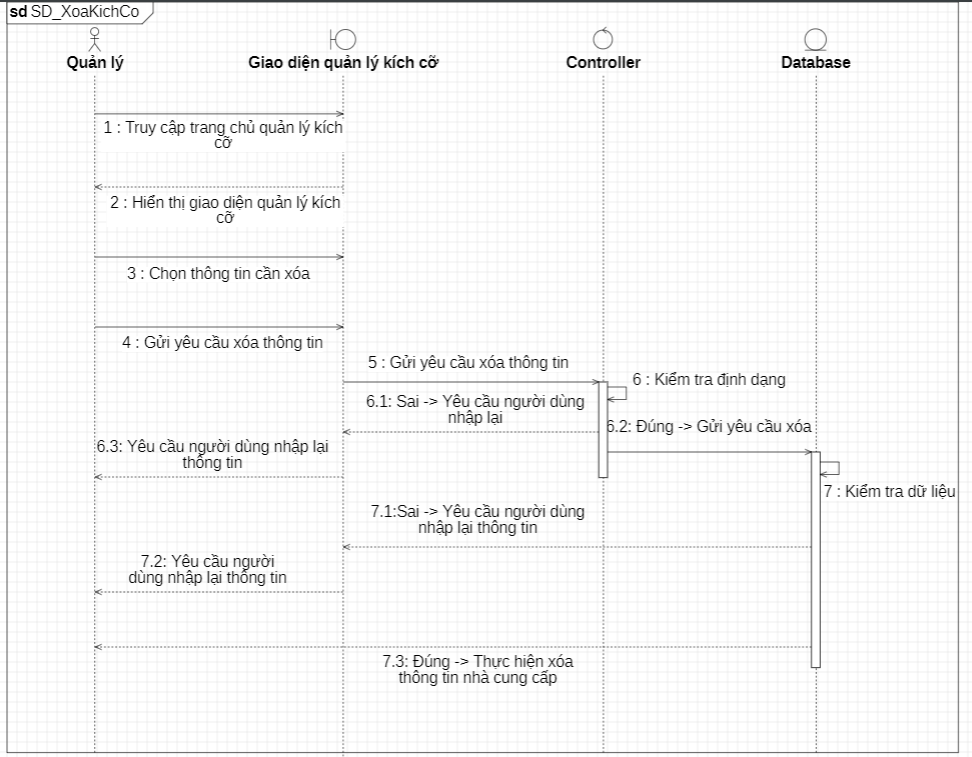 sd SD_XoaKichCo
Quản lý
Giao diện quản lý kích cỡ
Controller
Database
1 : Truy cập trang chủ quản lý kích
cỡ
2 : Hiển thị giao diện quản lý kích
cỡ
3 : Chọn thông tin cần xóa
4 : Gửi yêu cầu xóa thông tin
5 : Gửi yêu cầu xóa thông tin
6 : Kiểm tra định dạng
6.1: Sai -> Yêu cầu người dùng
nhập lại
6.2: Đúng -> Gửi yêu cầu xóa
6.3: Yêu cầu người dùng nhập lại
thông tin
7 : Kiểm tra dữ liệu
7.1:Sai -> Yêu cầu người dùng
nhập lại thông tin
7.2: Yêu cầu người
dùng nhập lại thông tin
7.3: Đúng -> Thực hiện xóa
thông tin nhà cung cấp